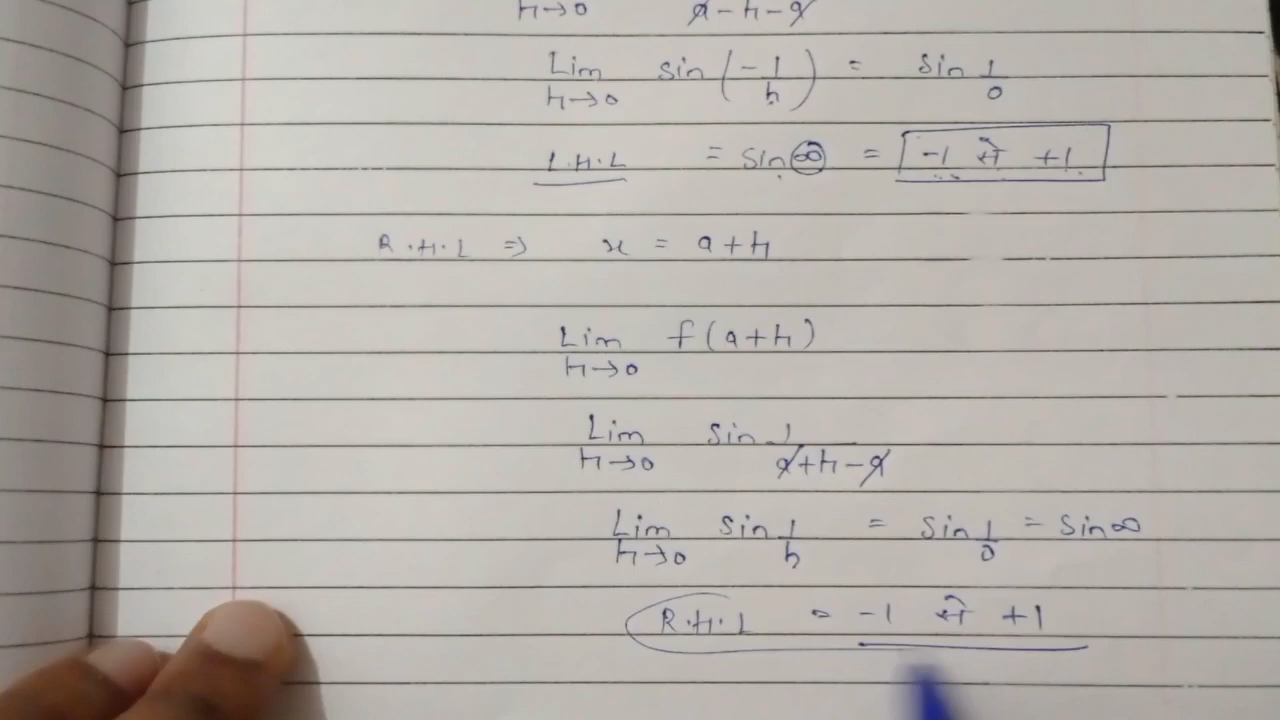 h→0 a-h-a
Lim sin(-1/h) = sin 1/0
h→0
L.H.L = sin ∞ = -1 से +1
R.H.L ⇒ x = a+h
Lim f(a+h)
h→0
Lim sin 1/a+h-a
h→0
Lim sin 1/h = sin 1/0 = sin ∞
h→0
R.H.L = -1 से +1